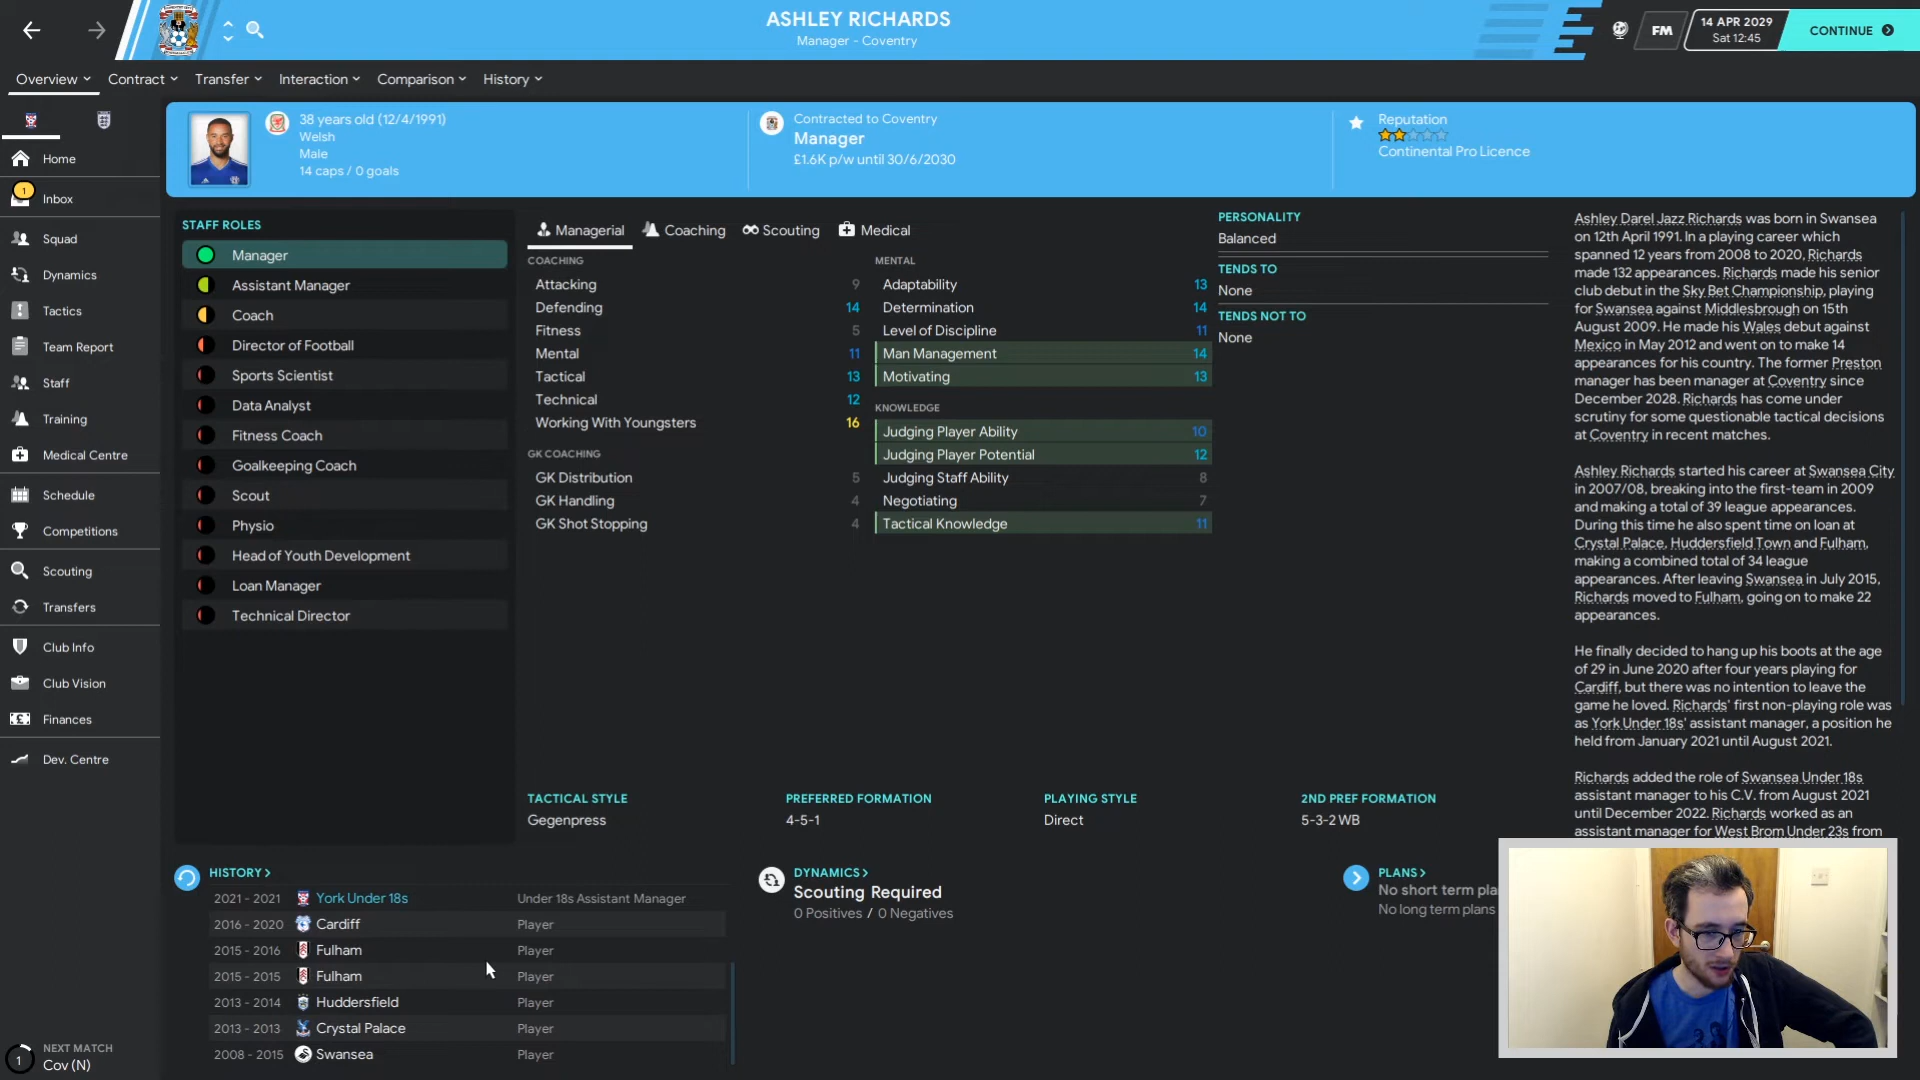 ASHLEY RICHARDS
Manager - Coventry
FM
14 APR 2029
Sat 12:45
CONTINUE
Overview
Contract
Transfer
Interaction
Comparison
History
Home
1
Inbox
Squad
Dynamics
Tactics
Team Report
Staff
Training
Medical Centre
Schedule
Competitions
Scouting
Transfers
Club Info
Club Vision
Finances
Dev. Centre
1
NEXT MATCH
Cov (N)
38 years old (12/4/1991)
Welsh
Male
14 caps / 0 goals
Contracted to Coventry
Manager
£1.6K p/w until 30/6/2030
Reputation
Continental Pro Licence
STAFF ROLES
Manager
Assistant Manager
Coach
Director of Football
Sports Scientist
Data Analyst
Fitness Coach
Goalkeeping Coach
Scout
Physio
Head of Youth Development
Loan Manager
Technical Director
Managerial
Coaching
Scouting
Medical
COACHING
Attacking 9
Defending 14
Fitness 5
Mental 11
Tactical 13
Technical 12
Working With Youngsters 16
GK COACHING
GK Distribution 5
GK Handling 4
GK Shot Stopping 4
MENTAL
Adaptability 13
Determination 14
Level of Discipline 11
Man Management 14
Motivating 13
KNOWLEDGE
Judging Player Ability 10
Judging Player Potential 12
Judging Staff Ability 8
Negotiating 7
Tactical Knowledge 11
PERSONALITY
Balanced
TENDS TO
None
TENDS NOT TO
None
Ashley Darel Jazz Richards was born in Swansea
on 12th April 1991. In a playing career which
spanned 12 years from 2008 to 2020, Richards
made 132 appearances. Richards made his senior
club debut in the Sky Bet Championship, playing
for Swansea against Middlesbrough on 15th
August 2009. He made his Wales debut against
Mexico in May 2012 and went on to make 14
appearances for his country. The former Preston
manager has been manager at Coventry since
December 2028. Richards has come under
scrutiny for some questionable tactical decisions
at Coventry in recent matches.
Ashley Richards started his career at Swansea City
in 2007/08, breaking into the first-team in 2009
and making a total of 39 league appearances.
During this time he also spent time on loan at
Crystal Palace, Huddersfield Town and Fulham,
making a combined total of 34 league
appearances. After leaving Swansea in July 2015,
Richards moved to Fulham, going on to make 22
appearances.
He finally decided to hang up his boots at the age
of 29 in June 2020 after four years playing for
Cardiff, but there was no intention to leave the
game he loved. Richards' first non-playing role was
as York Under 18s' assistant manager, a position he
held from January 2021 until August 2021.
Richards added the role of Swansea Under 18s
assistant manager to his C.V. from August 2021
until December 2022. Richards worked as an
assistant manager for West Brom Under 23s from
TACTICAL STYLE
Gegenpress
PREFERRED FORMATION
4-5-1
PLAYING STYLE
Direct
2ND PREF FORMATION
5-3-2 WB
HISTORY >
2021 - 2021 York Under 18s Under 18s Assistant Manager
2016 - 2020 Cardiff Player
2015 - 2016 Fulham Player
2015 - 2015 Fulham Player
2013 - 2014 Huddersfield Player
2013 - 2013 Crystal Palace Player
2008 - 2015 Swansea Player
DYNAMICS >
Scouting Required
0 Positives / 0 Negatives
PLANS >
No short term
No long term plans